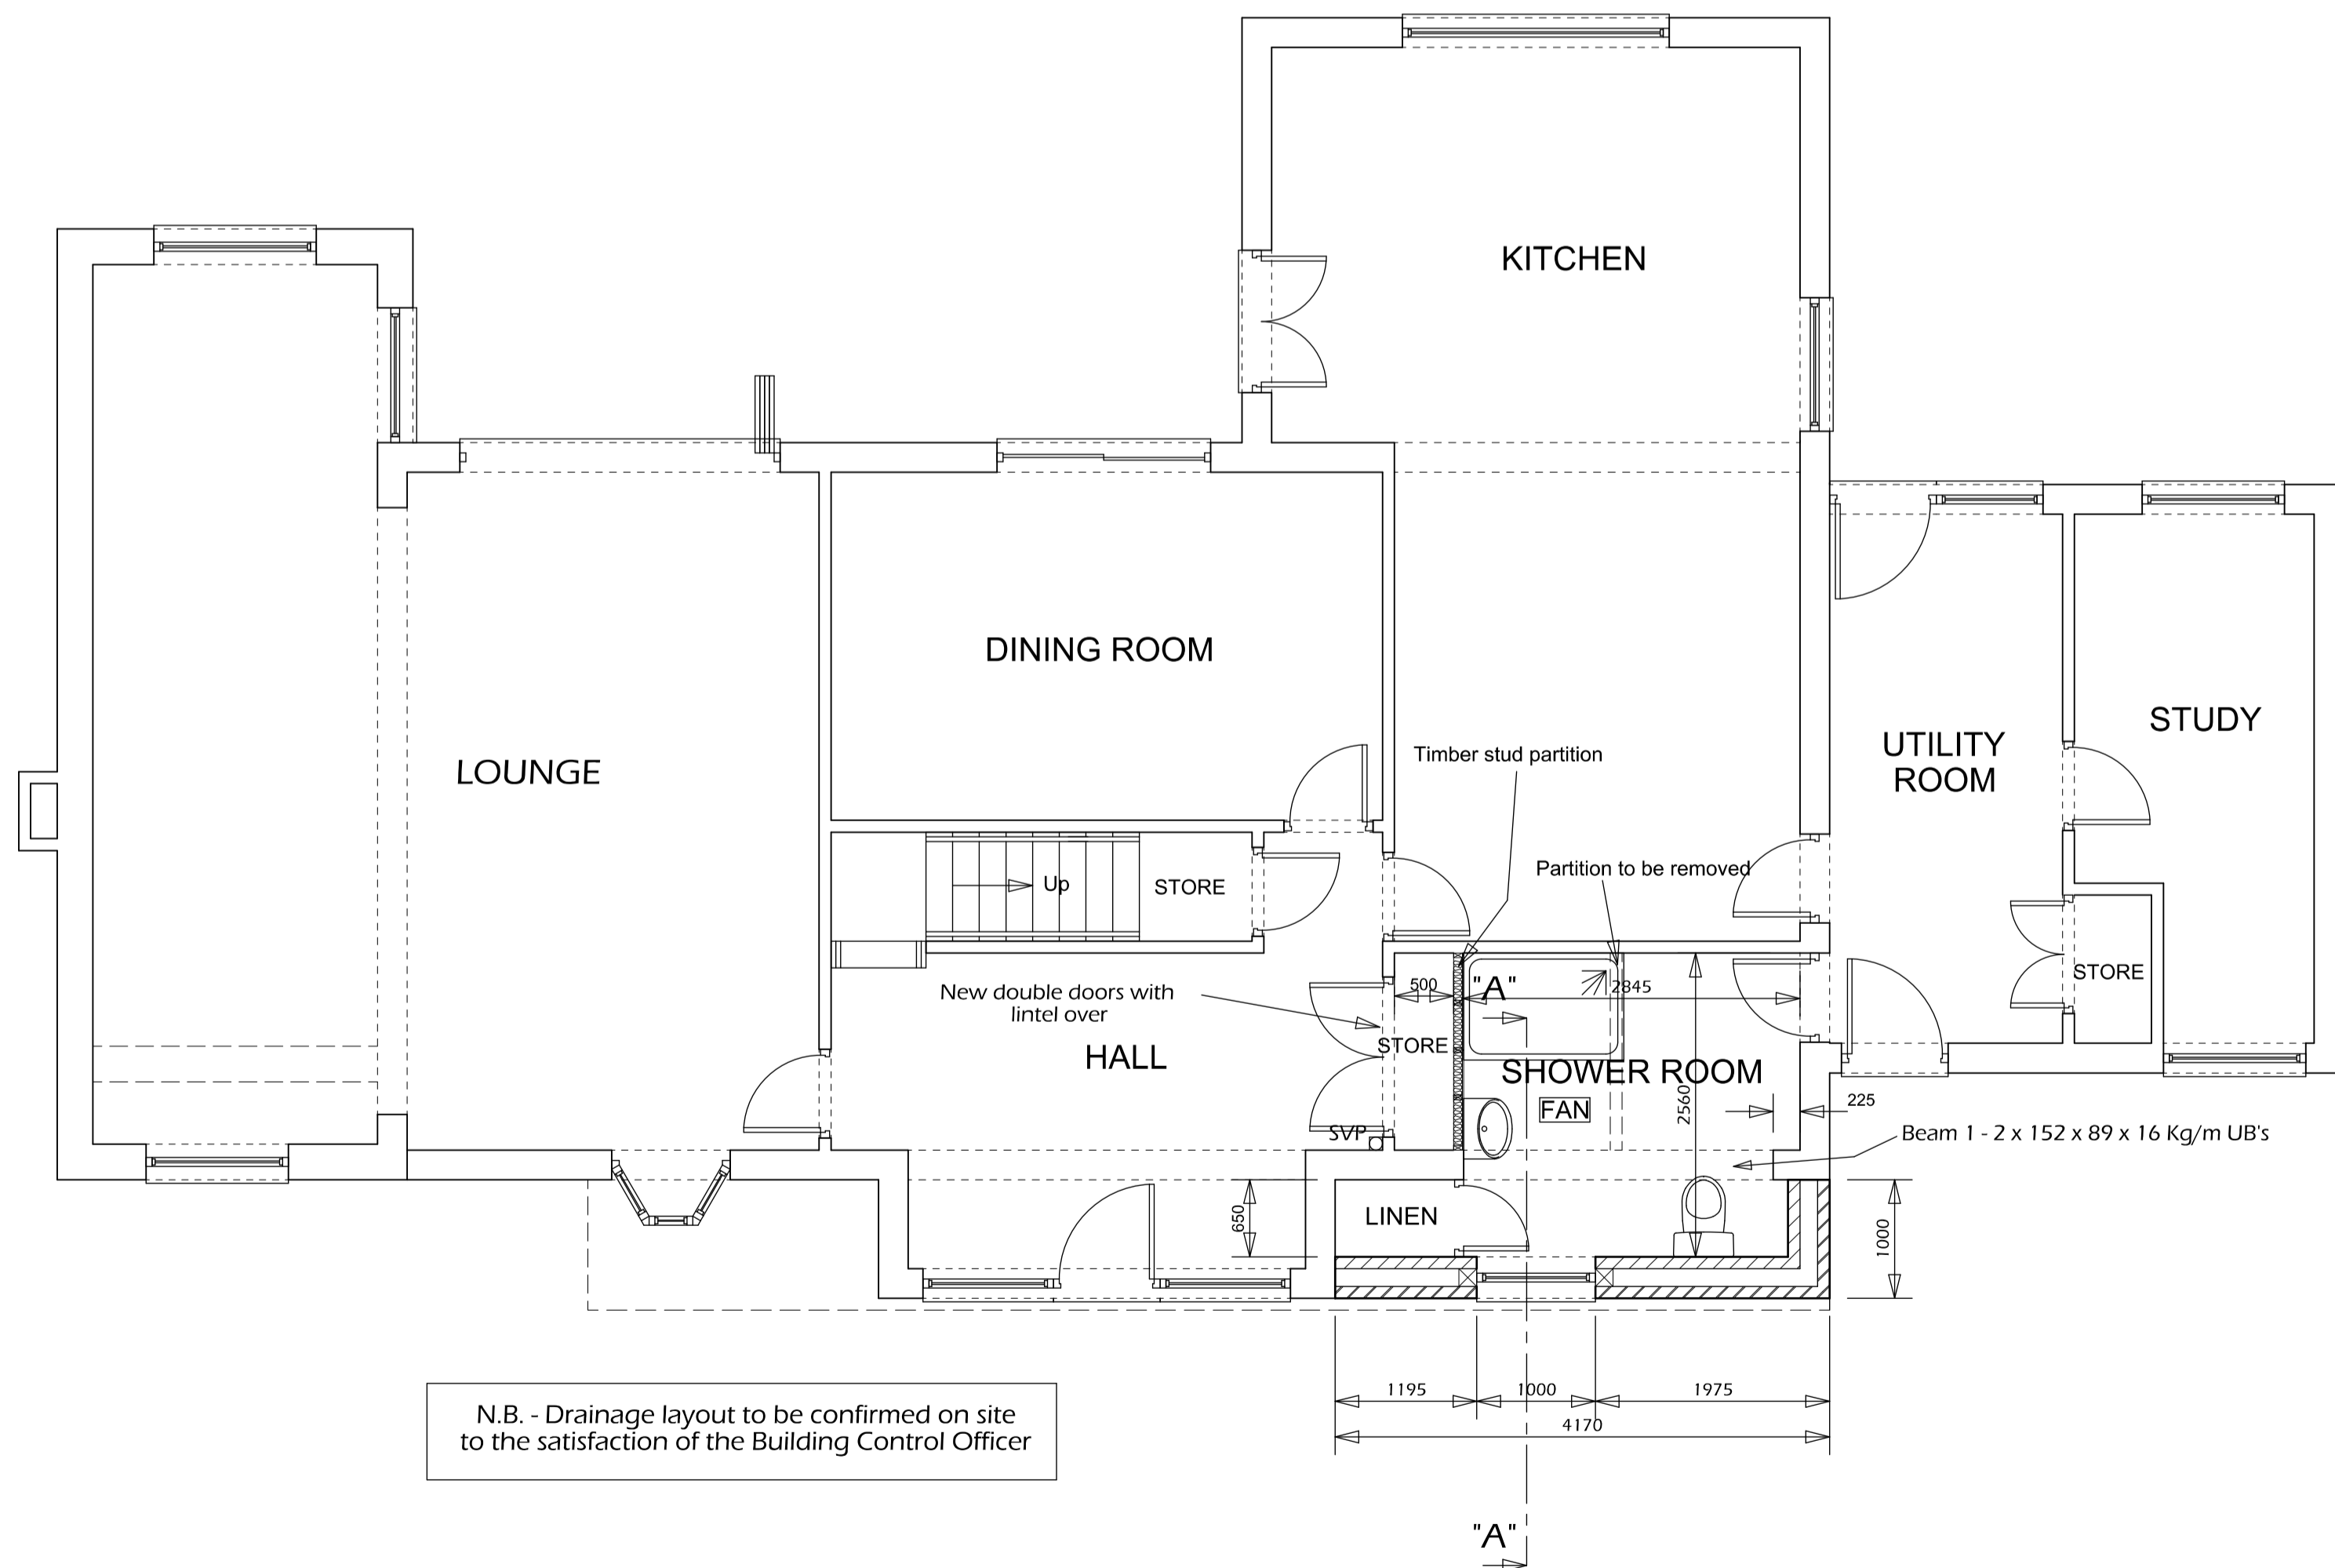 KITCHEN
DINING ROOM
STUDY
UTILITY
ROOM
LOUNGE
Timber stud partition
Partition to be removed
Up
STORE
STORE
New double doors with
lintel over
500
"A"
2845
HALL
STORE
SHOWER ROOM
FAN
2560
225
SVP
Beam 1 - 2 x 152 x 89 x 16 Kg/m UB's
650
LINEN
1000
1195
1000
1975
4170
N.B. - Drainage layout to be confirmed on site
to the satisfaction of the Building Control Officer
"A"